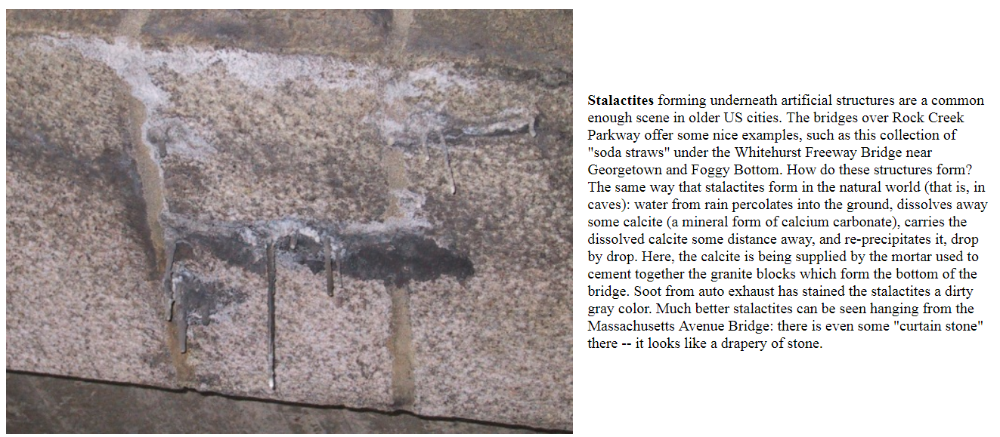 Stalactites forming underneath artificial structures are a common
enough scene in older US cities. The bridges over Rock Creek
Parkway offer some nice examples, such as this collection of
"soda straws" under the Whitehurst Freeway Bridge near
Georgetown and Foggy Bottom. How do these structures form?
The same way that stalactites form in the natural world (that is, in
caves): water from rain percolates into the ground, dissolves away
some calcite (a mineral form of calcium carbonate), carries the
dissolved calcite some distance away, and re-precipitates it, drop
by drop. Here, the calcite is being supplied by the mortar used to
cement together the granite blocks which form the bottom of the
bridge. Soot from auto exhaust has stained the stalactites a dirty
gray color. Much better stalactites can be seen hanging from the
Massachusetts Avenue Bridge: there is even some "curtain stone"
there -- it looks like a drapery of stone.